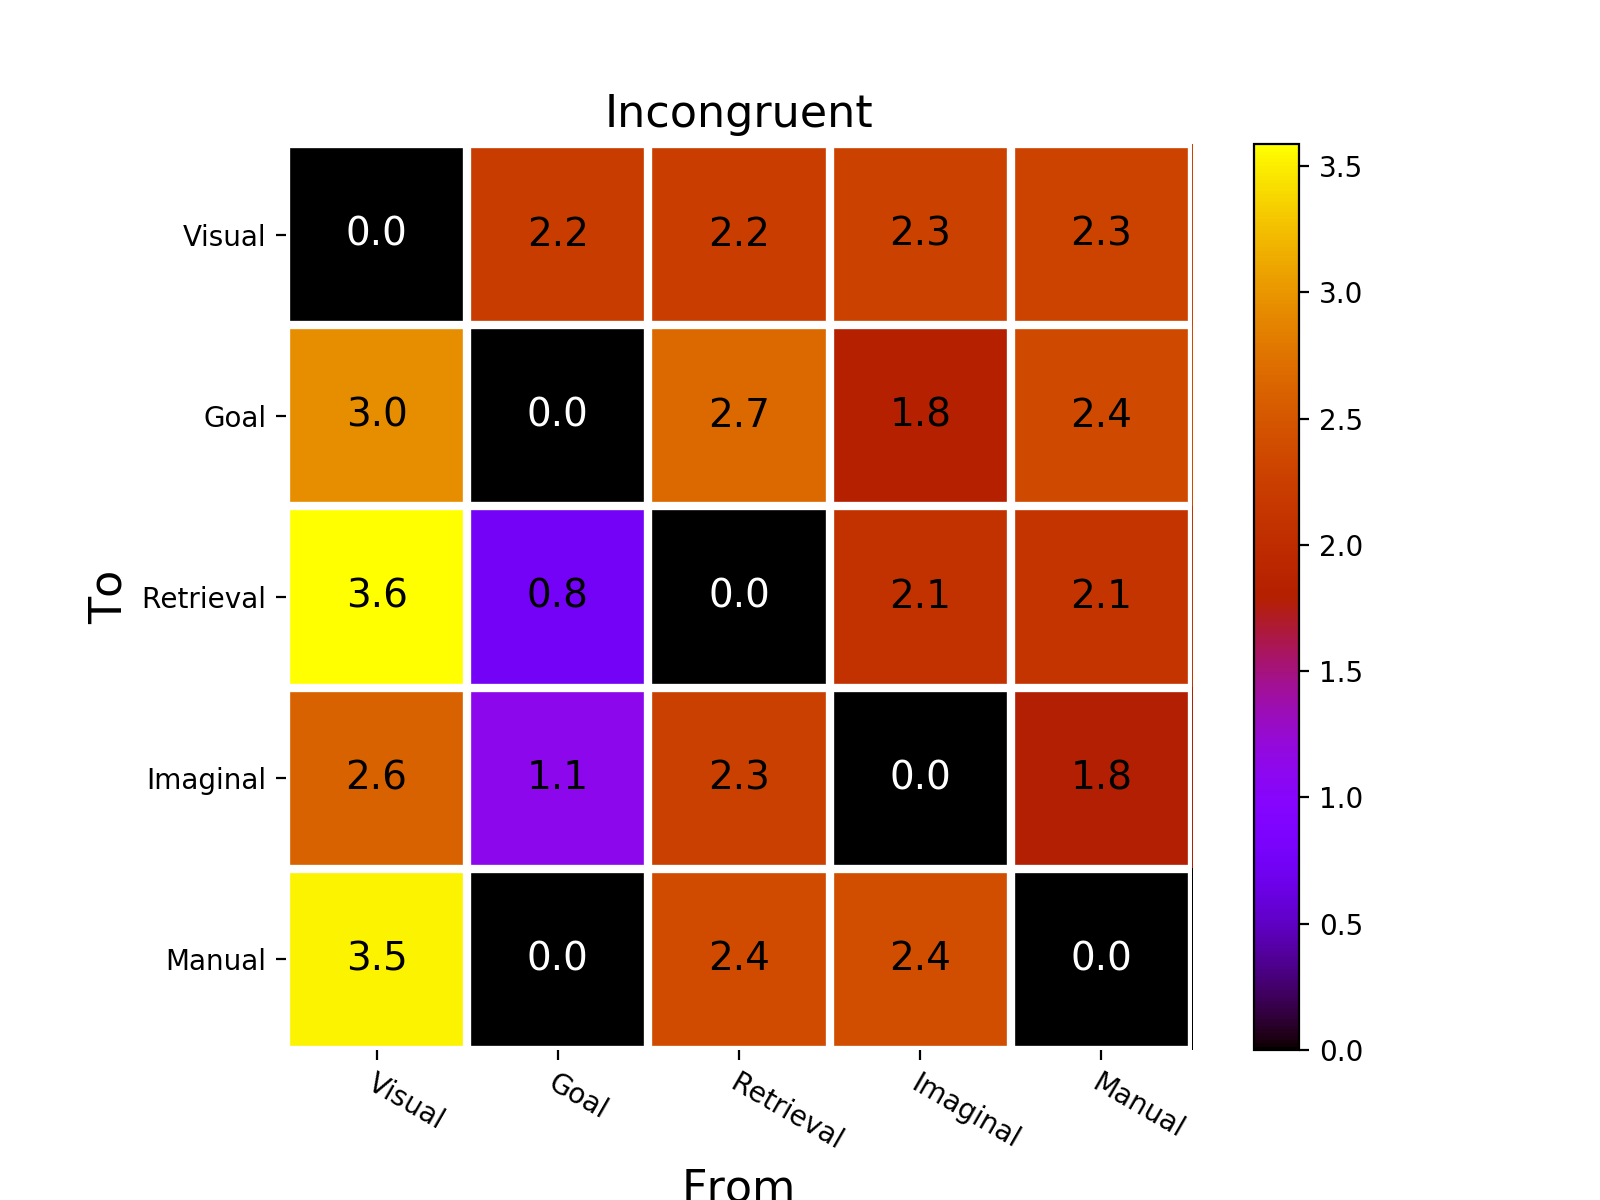 Incongruent
Visual 0.0 2.2 2.2 2.3 2.3
Goal 3.0 0.0 2.7 1.8 2.4
Retrieval 3.6 0.8 0.0 2.1 2.1
Imaginal 2.6 1.1 2.3 0.0 1.8
Manual 3.5 0.0 2.4 2.4 0.0
To
Visual Goal Retrieval Imaginal Manual
From
3.5
3.0
2.5
2.0
1.5
1.0
0.5
0.0